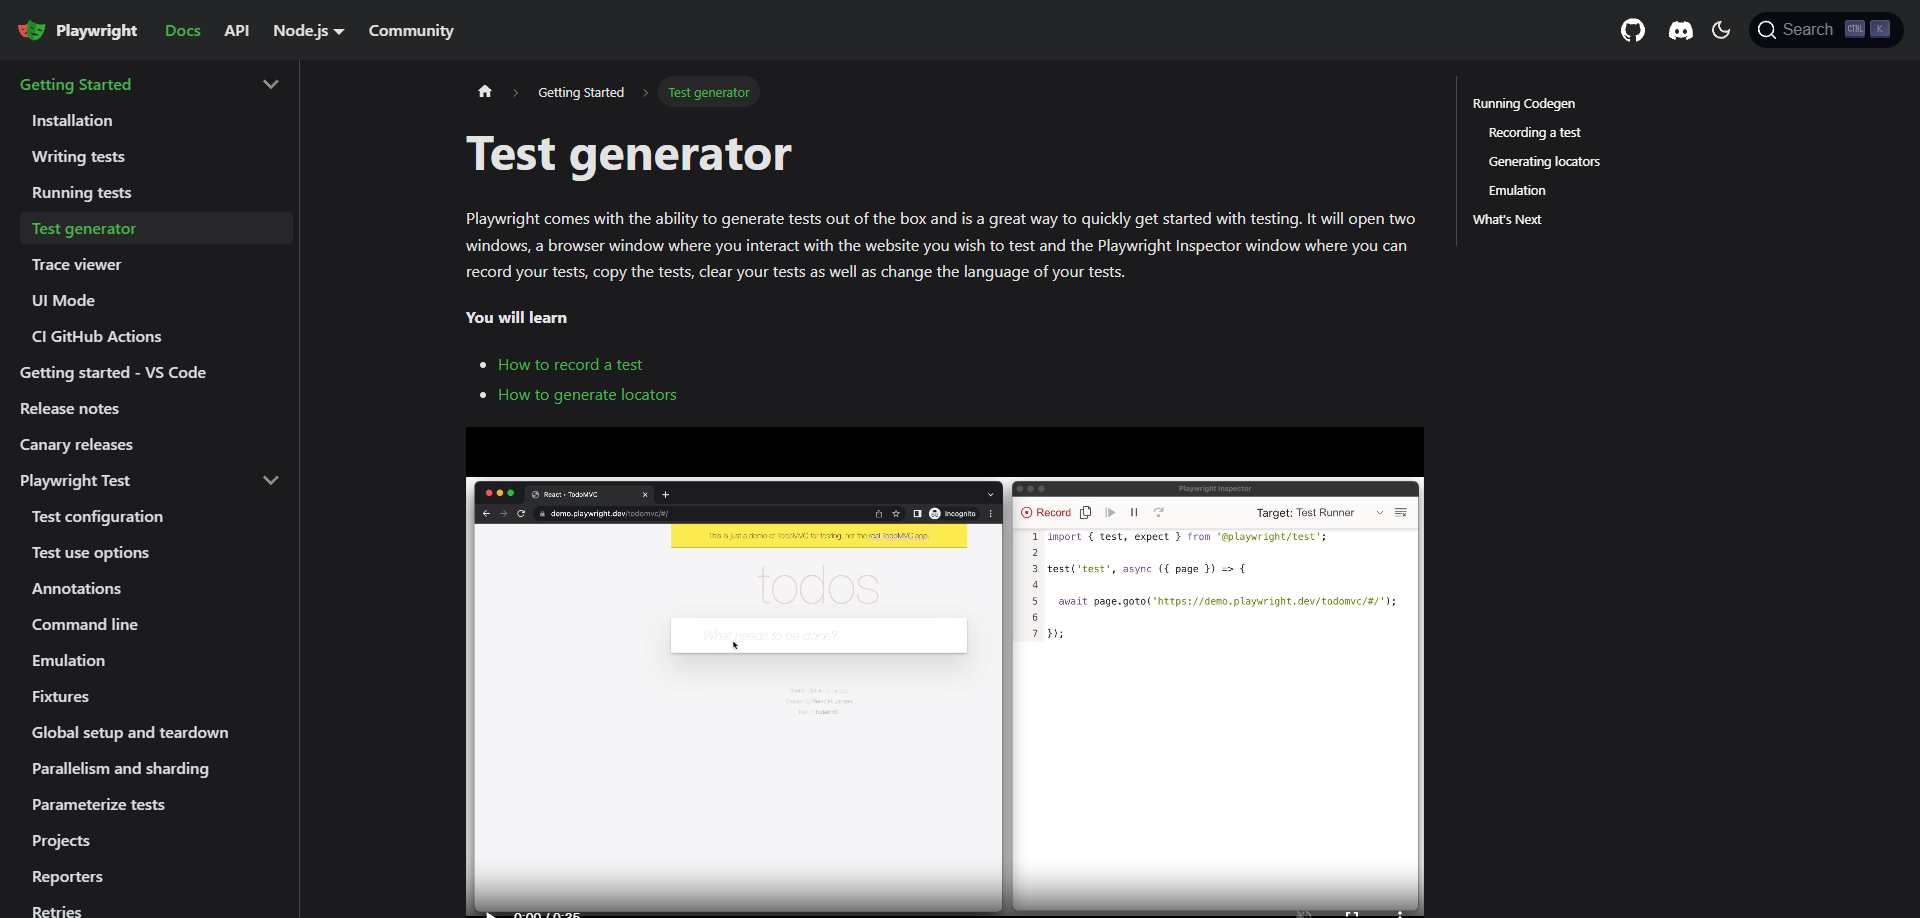 Playwright
Docs
API
Node.js
Community
Search
CTRL
K
Getting Started
Installation
Writing tests
Running tests
Test generator
Trace viewer
UI Mode
CI GitHub Actions
Getting started - VS Code
Release notes
Canary releases
Playwright Test
Test configuration
Test use options
Annotations
Command line
Emulation
Fixtures
Global setup and teardown
Parallelism and sharding
Parameterize tests
Projects
Reporters
Retries
Getting Started
Test generator
Test generator
Playwright comes with the ability to generate tests out of the box and is a great way to quickly get started with testing. It will open two
windows, a browser window where you interact with the website you wish to test and the Playwright Inspector window where you can
record your tests, copy the tests, clear your tests as well as change the language of your tests.
You will learn
How to record a test
How to generate locators
React • TodoMVC
demo.playwright.dev/todomvc/#/
Incognito
This is just a demo of TodoMVC for testing, not the real TodoMVC app.
todos
What needs to be done?
Playwright Inspector
Record
Target: Test Runner
1 import { test, expect } from '@playwright/test';
2
3 test('test', async ({ page }) => {
4
5 await page.goto('https://demo.playwright.dev/todomvc/#/');
6
7 });
0:00 / 0:35
Running Codegen
Recording a test
Generating locators
Emulation
What's Next